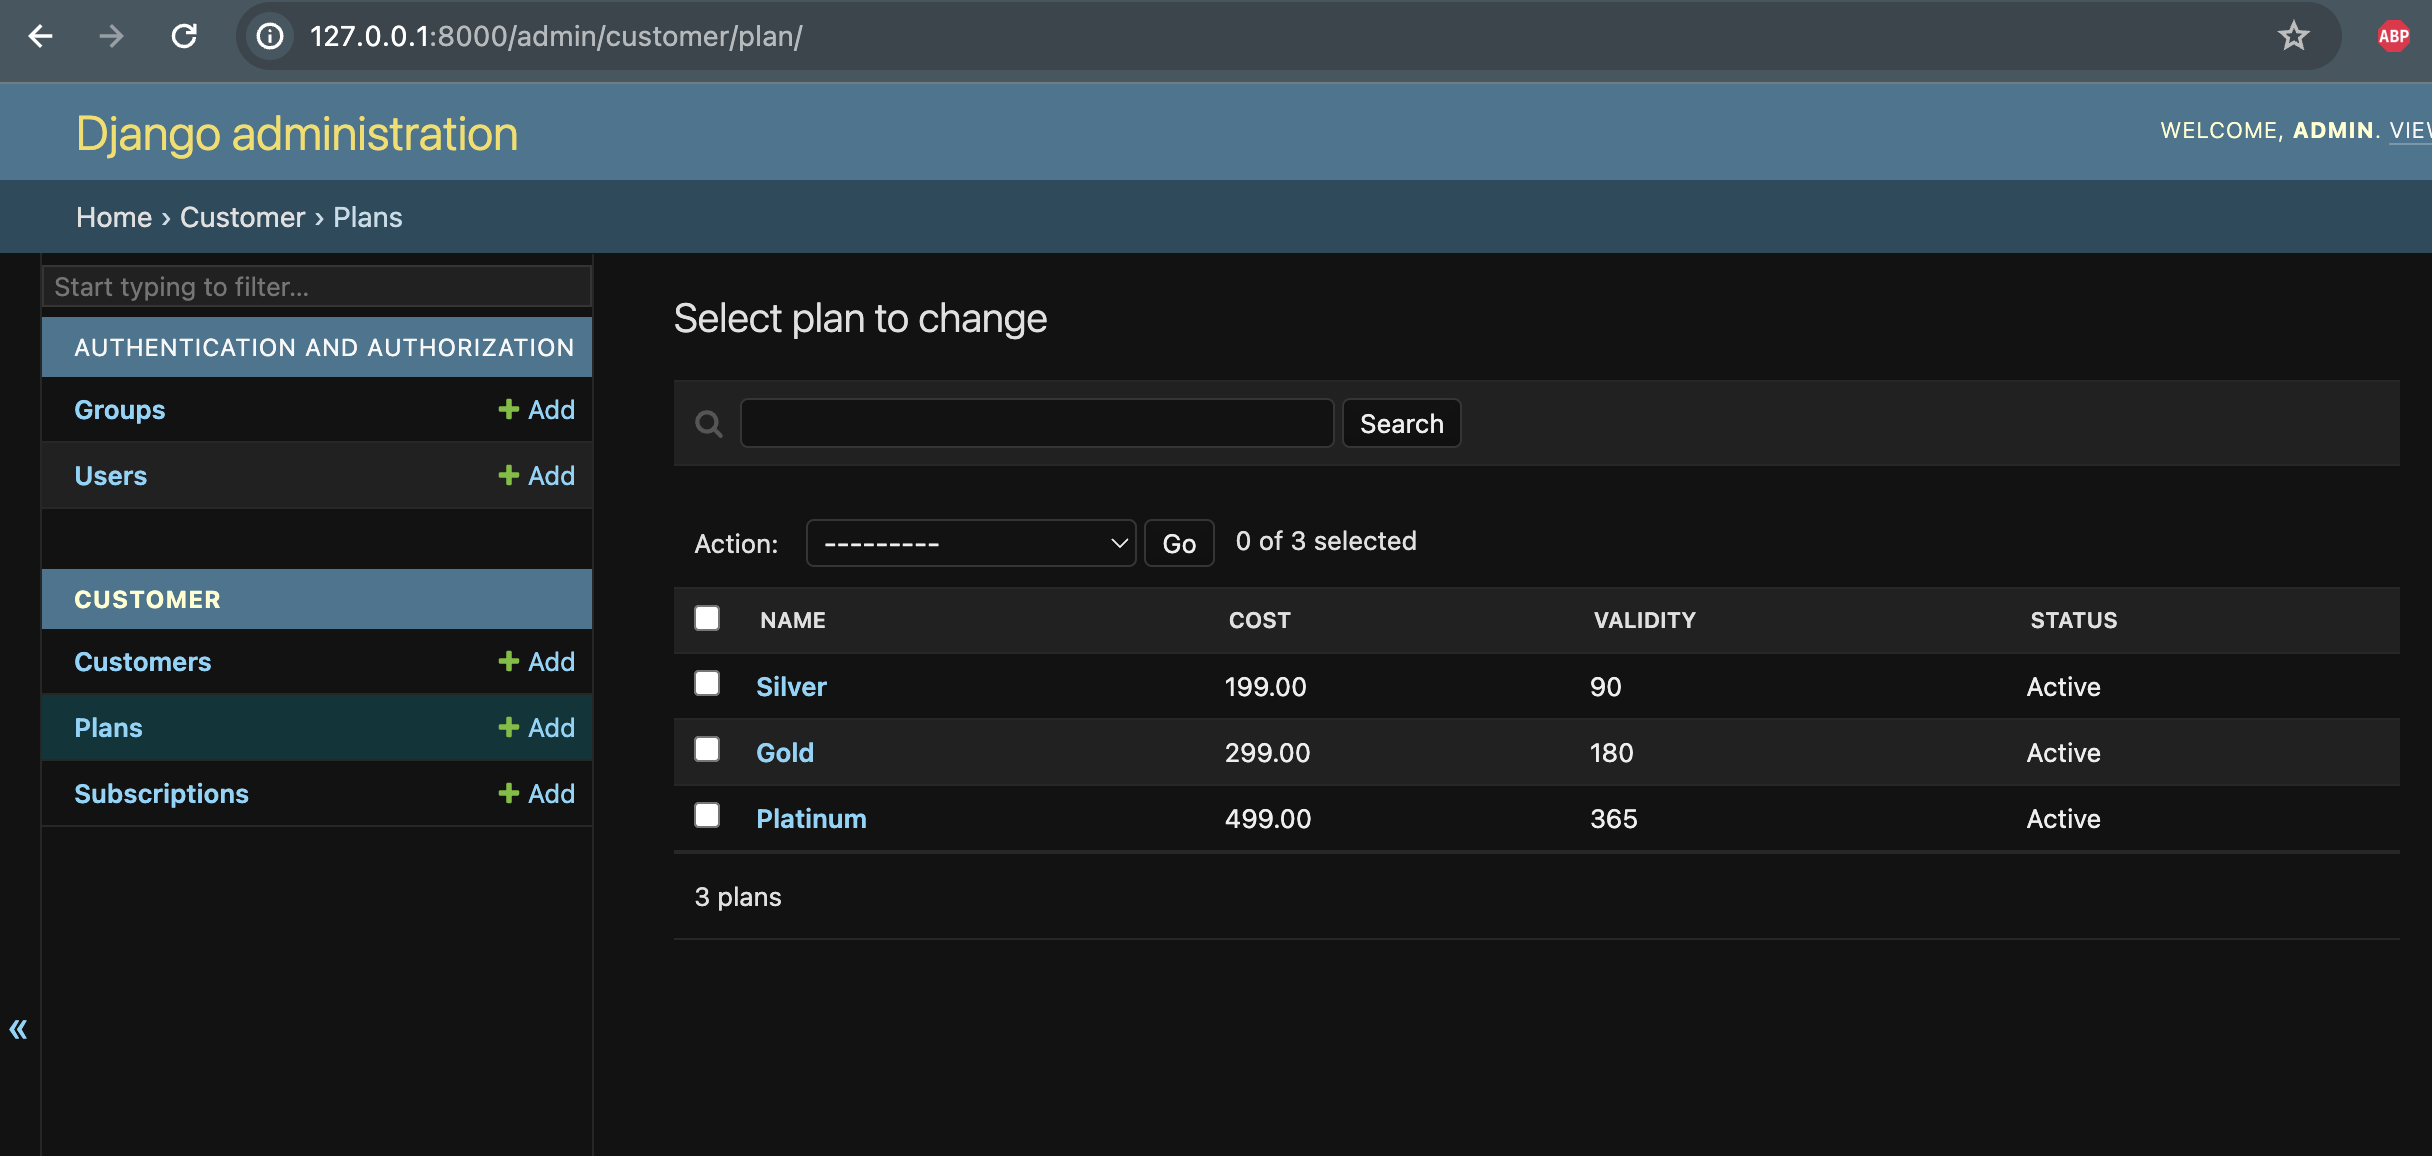 127.0.0.1:8000/admin/customer/plan/
ABP
Django administration
WELCOME, ADMIN.
Home › Customer › Plans
Start typing to filter...
AUTHENTICATION AND AUTHORIZATION
Groups + Add
Users + Add
CUSTOMER
Customers + Add
Plans + Add
Subscriptions + Add
«
Select plan to change
Search
Action: --------- Go 0 of 3 selected
NAME COST VALIDITY STATUS
Silver 199.00 90 Active
Gold 299.00 180 Active
Platinum 499.00 365 Active
3 plans